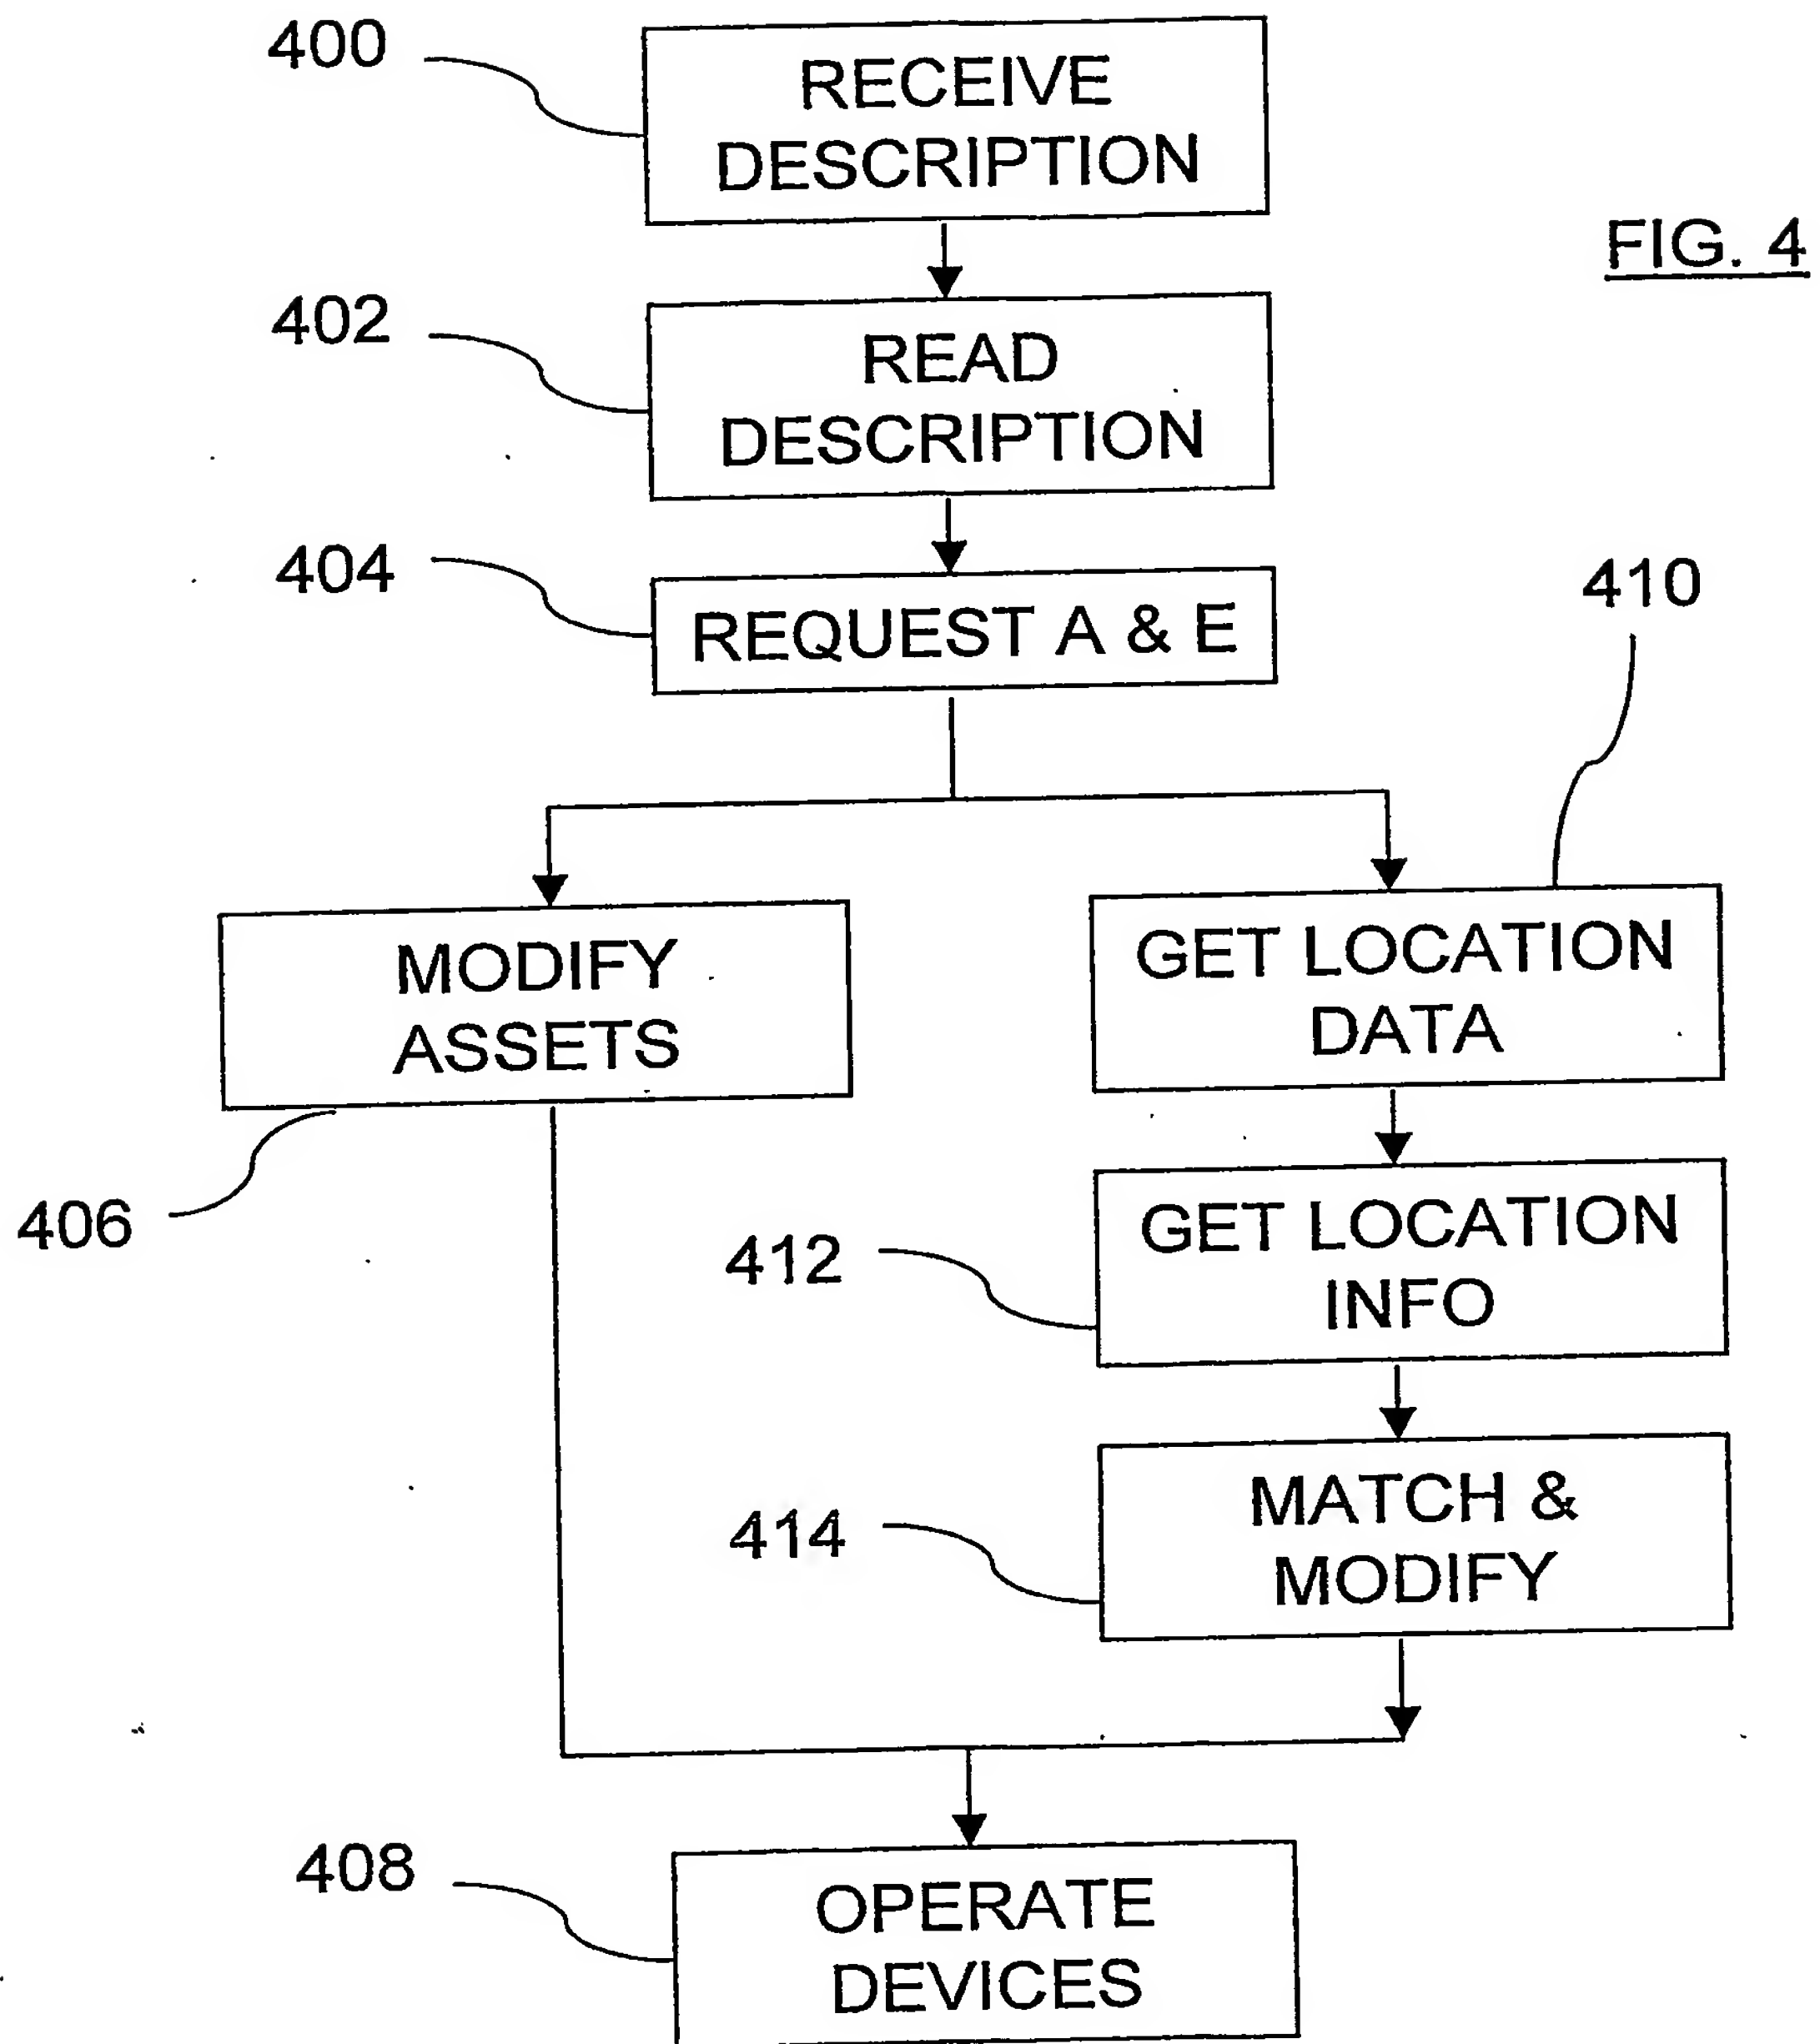 400
RECEIVE
DESCRIPTION
FIG. 4
402
READ
DESCRIPTION
404
REQUEST A & E
410
MODIFY
ASSETS
GET LOCATION
DATA
406
412
GET LOCATION
INFO
414
MATCH &
MODIFY
408
OPERATE
DEVICES